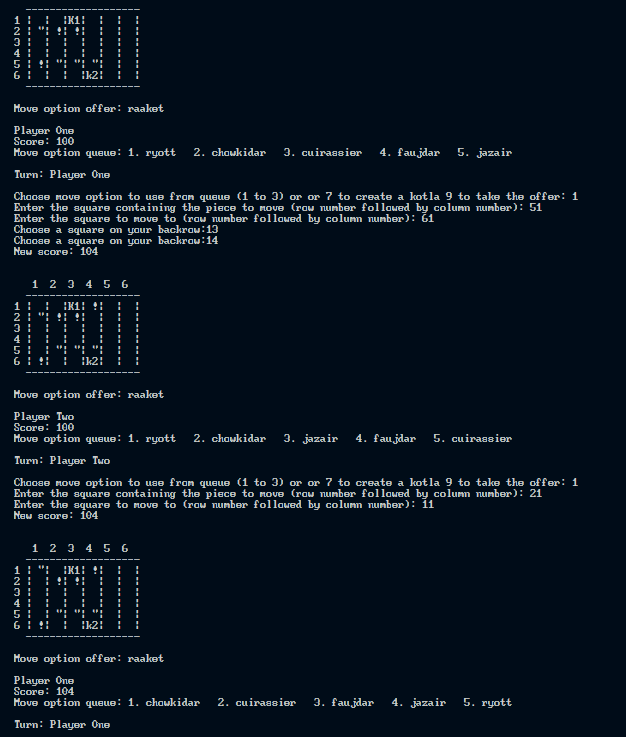 -------------------
1 |  |  |K1|  |  |  |
2 | "| !| !|  |  |  |
3 |  |  |  |  |  |  |
4 |  |  |  |  |  |  |
5 | !| "| "| "|  |  |
6 |  |  |  |k2|  |  |
-------------------
Move option offer: raaket
Player One
Score: 100
Move option queue: 1. ryott   2. chowkidar   3. cuirassier   4. faujdar   5. jazair
Turn: Player One
Choose move option to use from queue (1 to 3) or or 7 to create a kotla 9 to take the offer: 1
Enter the square containing the piece to move (row number followed by column number): 51
Enter the square to move to (row number followed by column number): 61
Choose a square on your backrow:13
Choose a square on your backrow:14
New score: 104
1  2  3  4  5  6
-------------------
1 |  |  |K1| !|  |  |
2 | "| !| !|  |  |  |
3 |  |  |  |  |  |  |
4 |  |  |  |  |  |  |
5 |  | "| "| "|  |  |
6 | !|  |  |k2|  |  |
-------------------
Move option offer: raaket
Player Two
Score: 100
Move option queue: 1. ryott   2. chowkidar   3. jazair   4. faujdar   5. cuirassier
Turn: Player Two
Choose move option to use from queue (1 to 3) or or 7 to create a kotla 9 to take the offer: 1
Enter the square containing the piece to move (row number followed by column number): 21
Enter the square to move to (row number followed by column number): 11
New score: 104
1  2  3  4  5  6
-------------------
1 | "|  |K1| !|  |  |
2 |  | !| !|  |  |  |
3 |  |  |  |  |  |  |
4 |  |  |  |  |  |  |
5 |  | "| "| "|  |  |
6 | !|  |  |k2|  |  |
-------------------
Move option offer: raaket
Player One
Score: 104
Move option queue: 1. chowkidar   2. cuirassier   3. faujdar   4. jazair   5. ryott
Turn: Player One